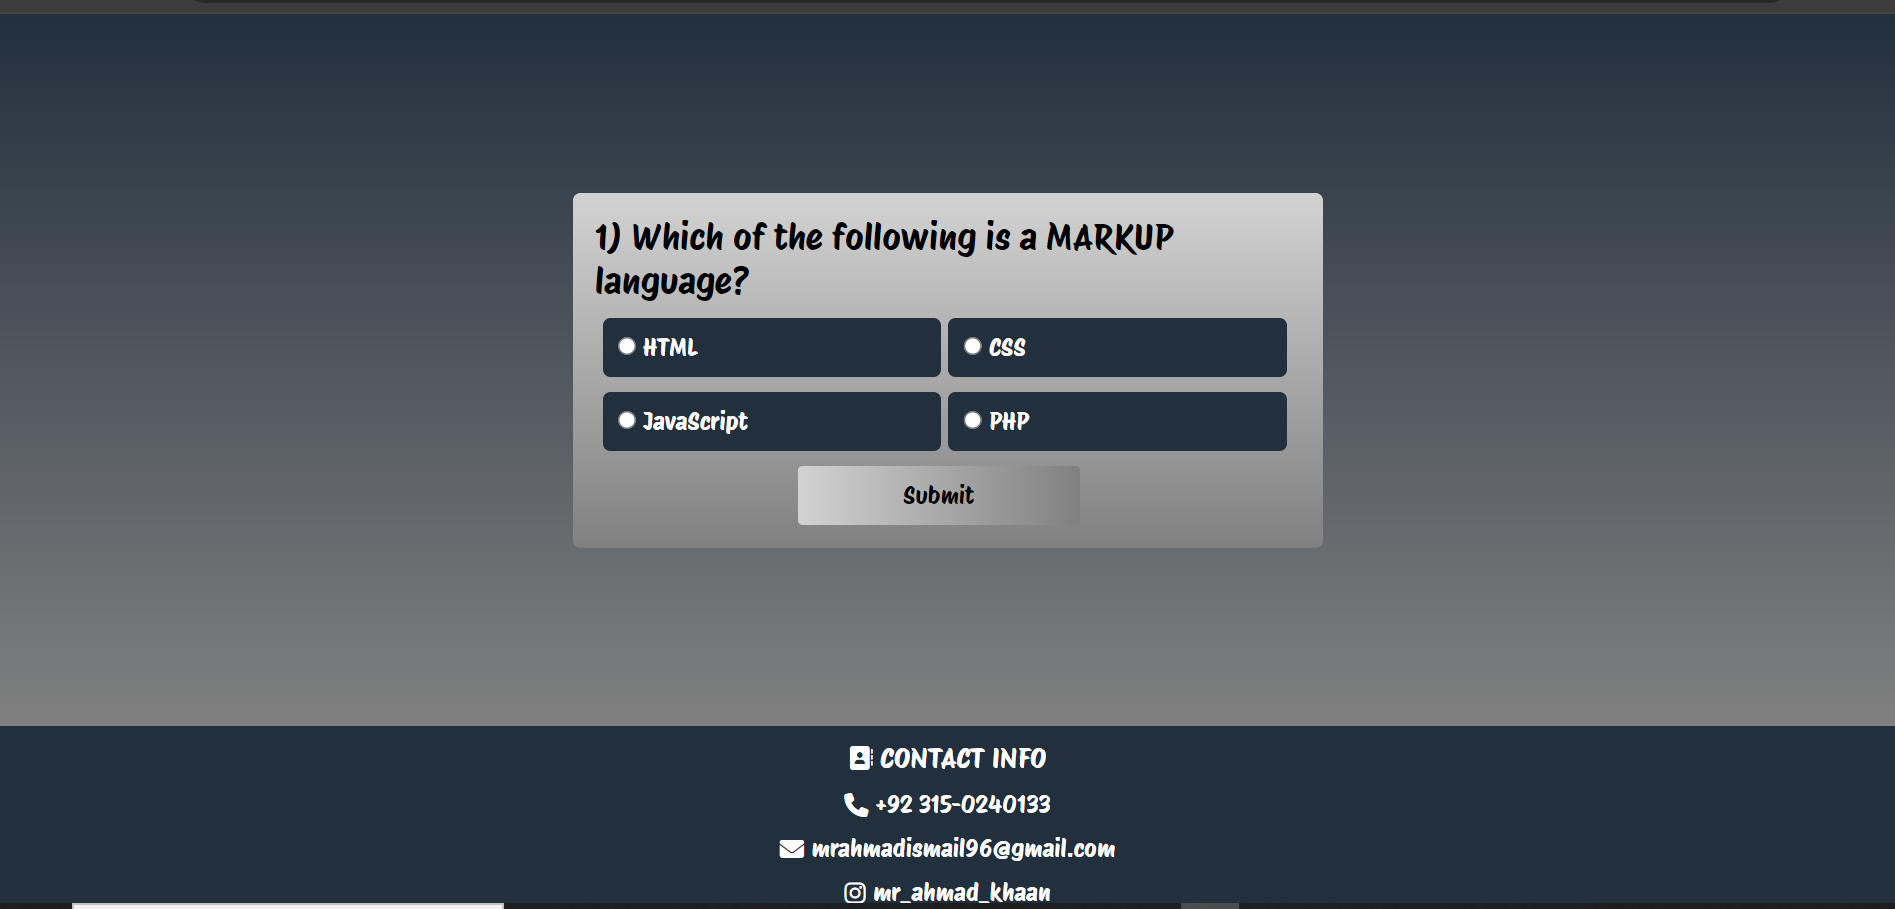 1) Which of the following is a MARKUP
language?
HTML
CSS
JavaScript
PHP
Submit
CONTACT INFO
+92 315-0240133
mrahmadismail96@gmail.com
mr_ahmad_khaan